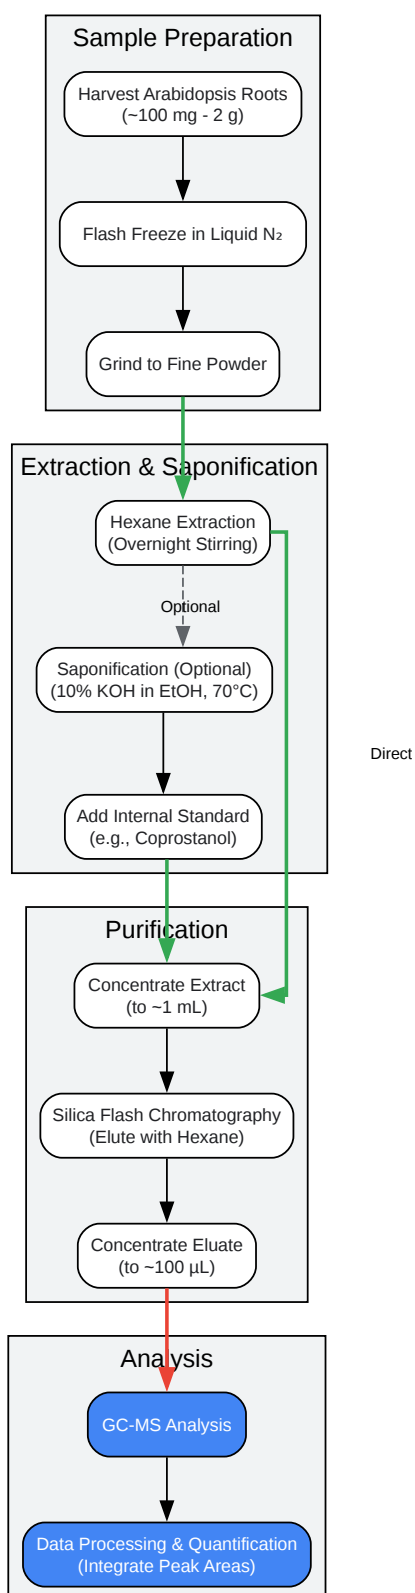 Sample Preparation
Harvest Arabidopsis Roots
(~100 mg - 2 g)
Flash Freeze in Liquid N₂
Grind to Fine Powder
Extraction & Saponification
Hexane Extraction
(Overnight Stirring)
Optional
Saponification (Optional)
(10% KOH in EtOH, 70°C)
Direct
Add Internal Standard
(e.g., Coprostanol)
Purification
Concentrate Extract
(to ~1 mL)
Silica Flash Chromatography
(Elute with Hexane)
Concentrate Eluate
(to ~100 µL)
Analysis
GC-MS Analysis
Data Processing & Quantification
(Integrate Peak Areas)